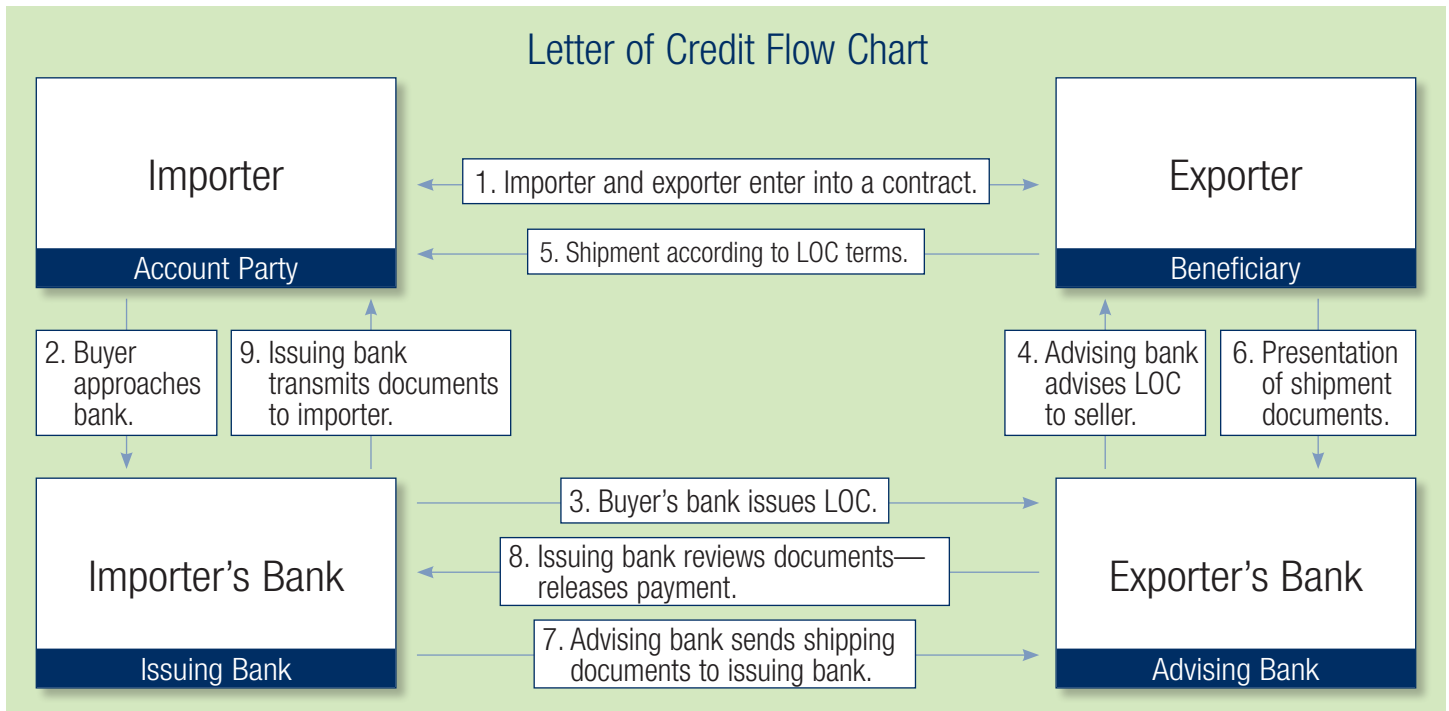 Letter of Credit Flow Chart
Importer
Account Party
1. Importer and exporter enter into a contract.
5. Shipment according to LOC terms.
Exporter
Beneficiary
2. Buyer
approaches
bank.
9. Issuing bank
transmits documents
to importer.
4. Advising bank
advises LOC
to seller.
6. Presentation
of shipment
documents.
Importer’s Bank
Issuing Bank
3. Buyer’s bank issues LOC.
8. Issuing bank reviews documents—
releases payment.
7. Advising bank sends shipping
documents to issuing bank.
Exporter’s Bank
Advising Bank